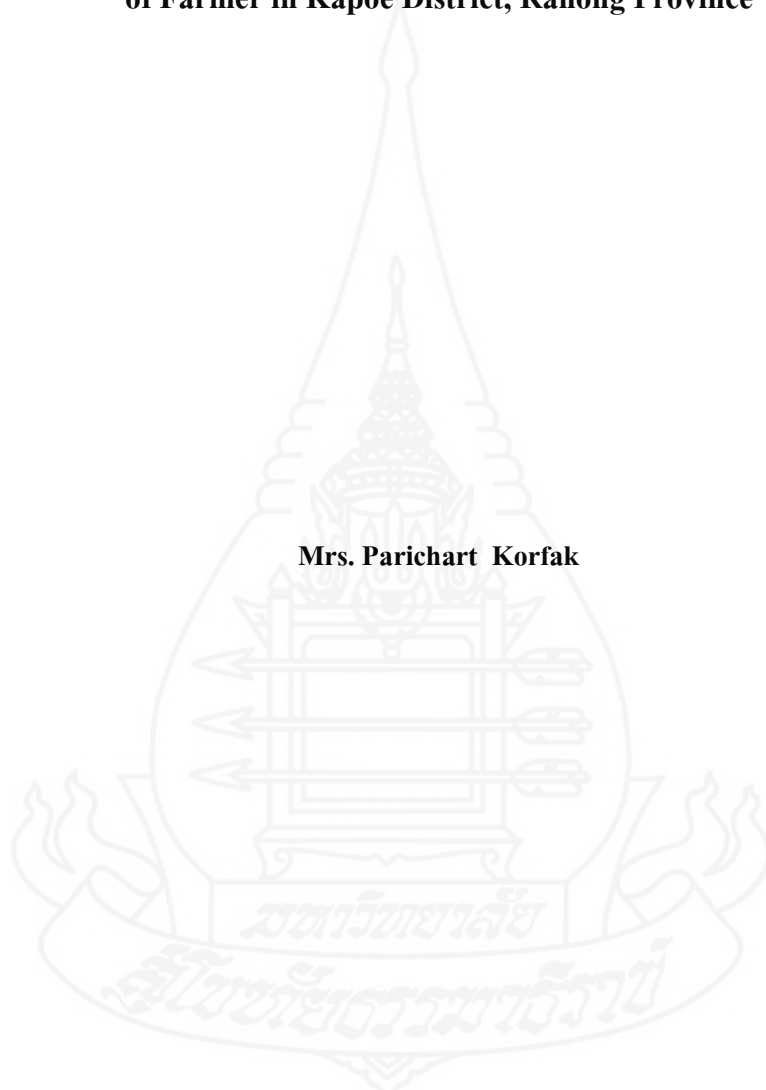 of Farmer in Kapoe District, Ranong Province
Mrs. Parichart Korfak
มหาวิทยาลัย
สุโขทัยธรรมาธิราช